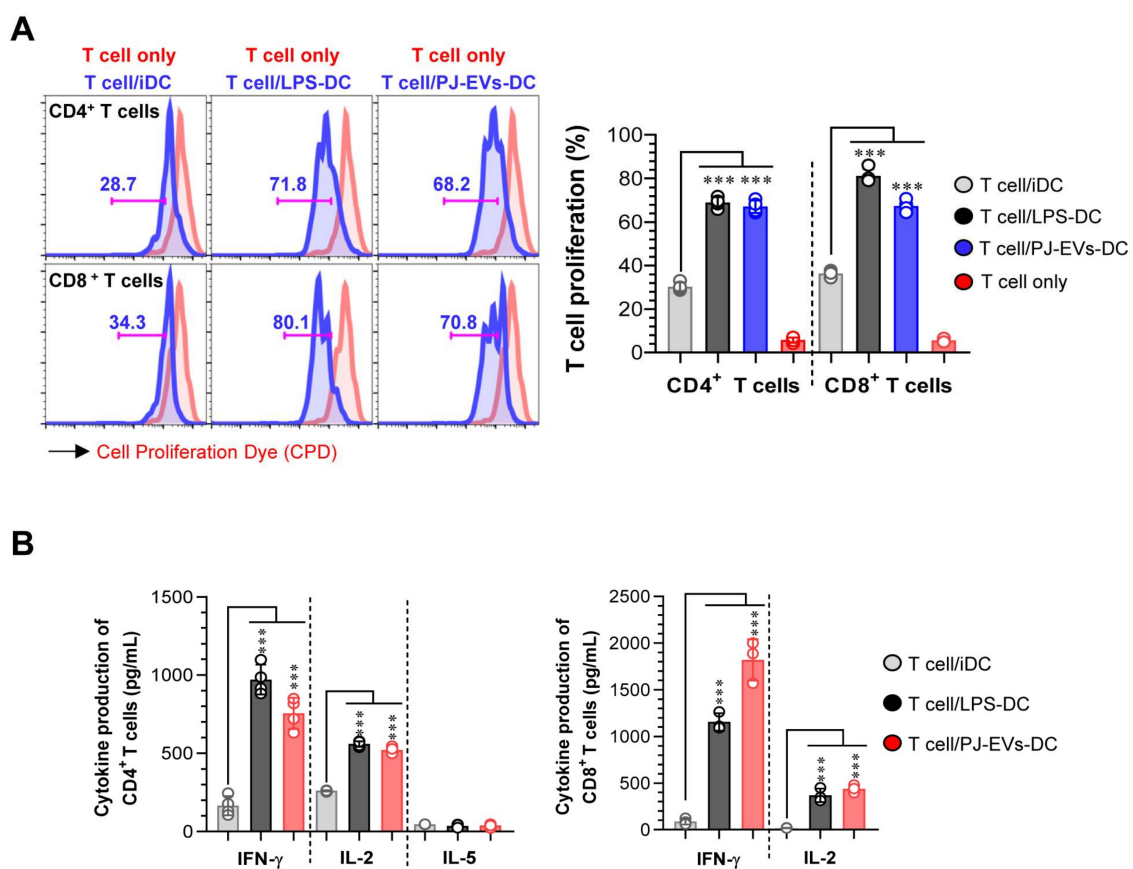 A
T cell only
T cell/iDC
T cell only
T cell/LPS-DC
T cell only
T cell/PJ-EVs-DC
CD4+ T cells
28.7
71.8
68.2
CD8 + T cells
34.3
80.1
70.8
Cell Proliferation Dye (CPD)
T cell proliferation (%)
100
80
60
40
20
0
*** ***
***
***
CD4+ T cells
CD8+ T cells
T cell/iDC
T cell/LPS-DC
T cell/PJ-EVs-DC
T cell only
B
Cytokine production of
CD4+ T cells (pg/mL)
1500
1000
500
0
***
***
***
***
IFN-γ
IL-2
IL-5
Cytokine production of
CD8+ T cells (pg/mL)
2500
2000
1500
1000
500
0
***
***
***
***
IFN-γ
IL-2
T cell/iDC
T cell/LPS-DC
T cell/PJ-EVs-DC